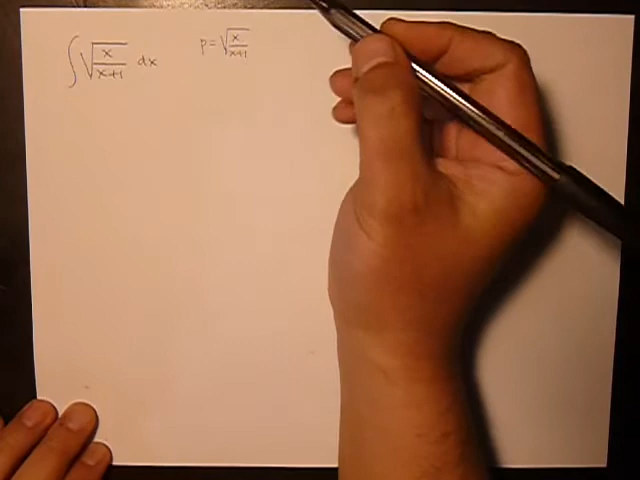 ∫ √(x/(x+1)) dx p = √(x/(x+1))